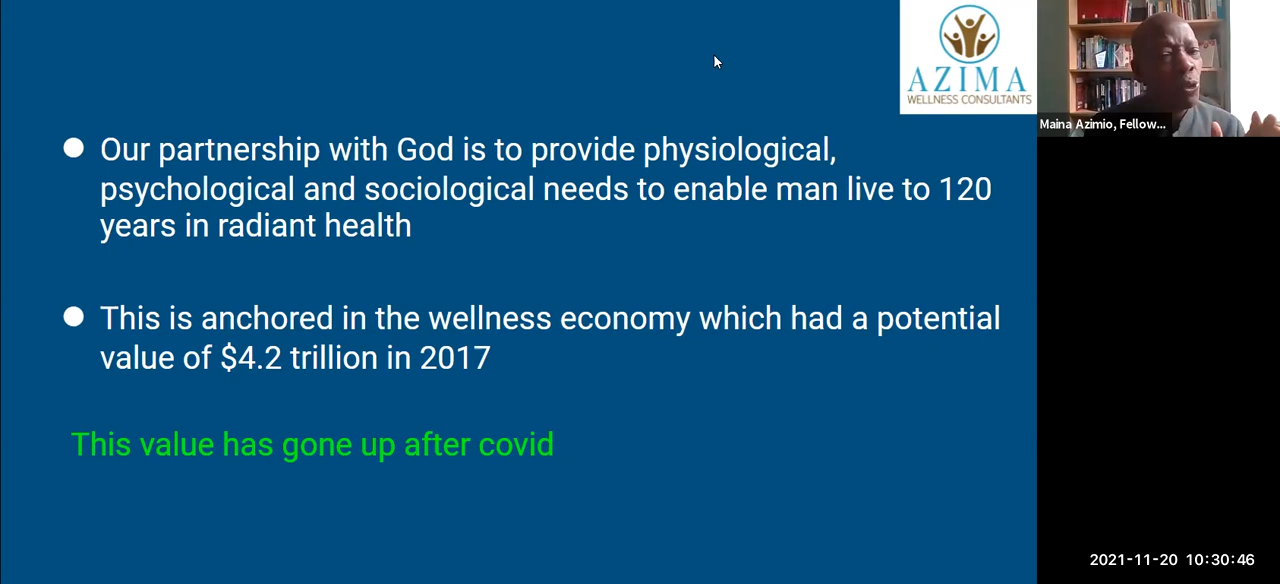 AZIMA
WELLNESS CONSULTANTS
Maina Azimio, Fellow...
Our partnership with God is to provide physiological,
psychological and sociological needs to enable man live to 120
years in radiant health
This is anchored in the wellness economy which had a potential
value of $4.2 trillion in 2017
This value has gone up after covid
2021-11-20 10:30:46